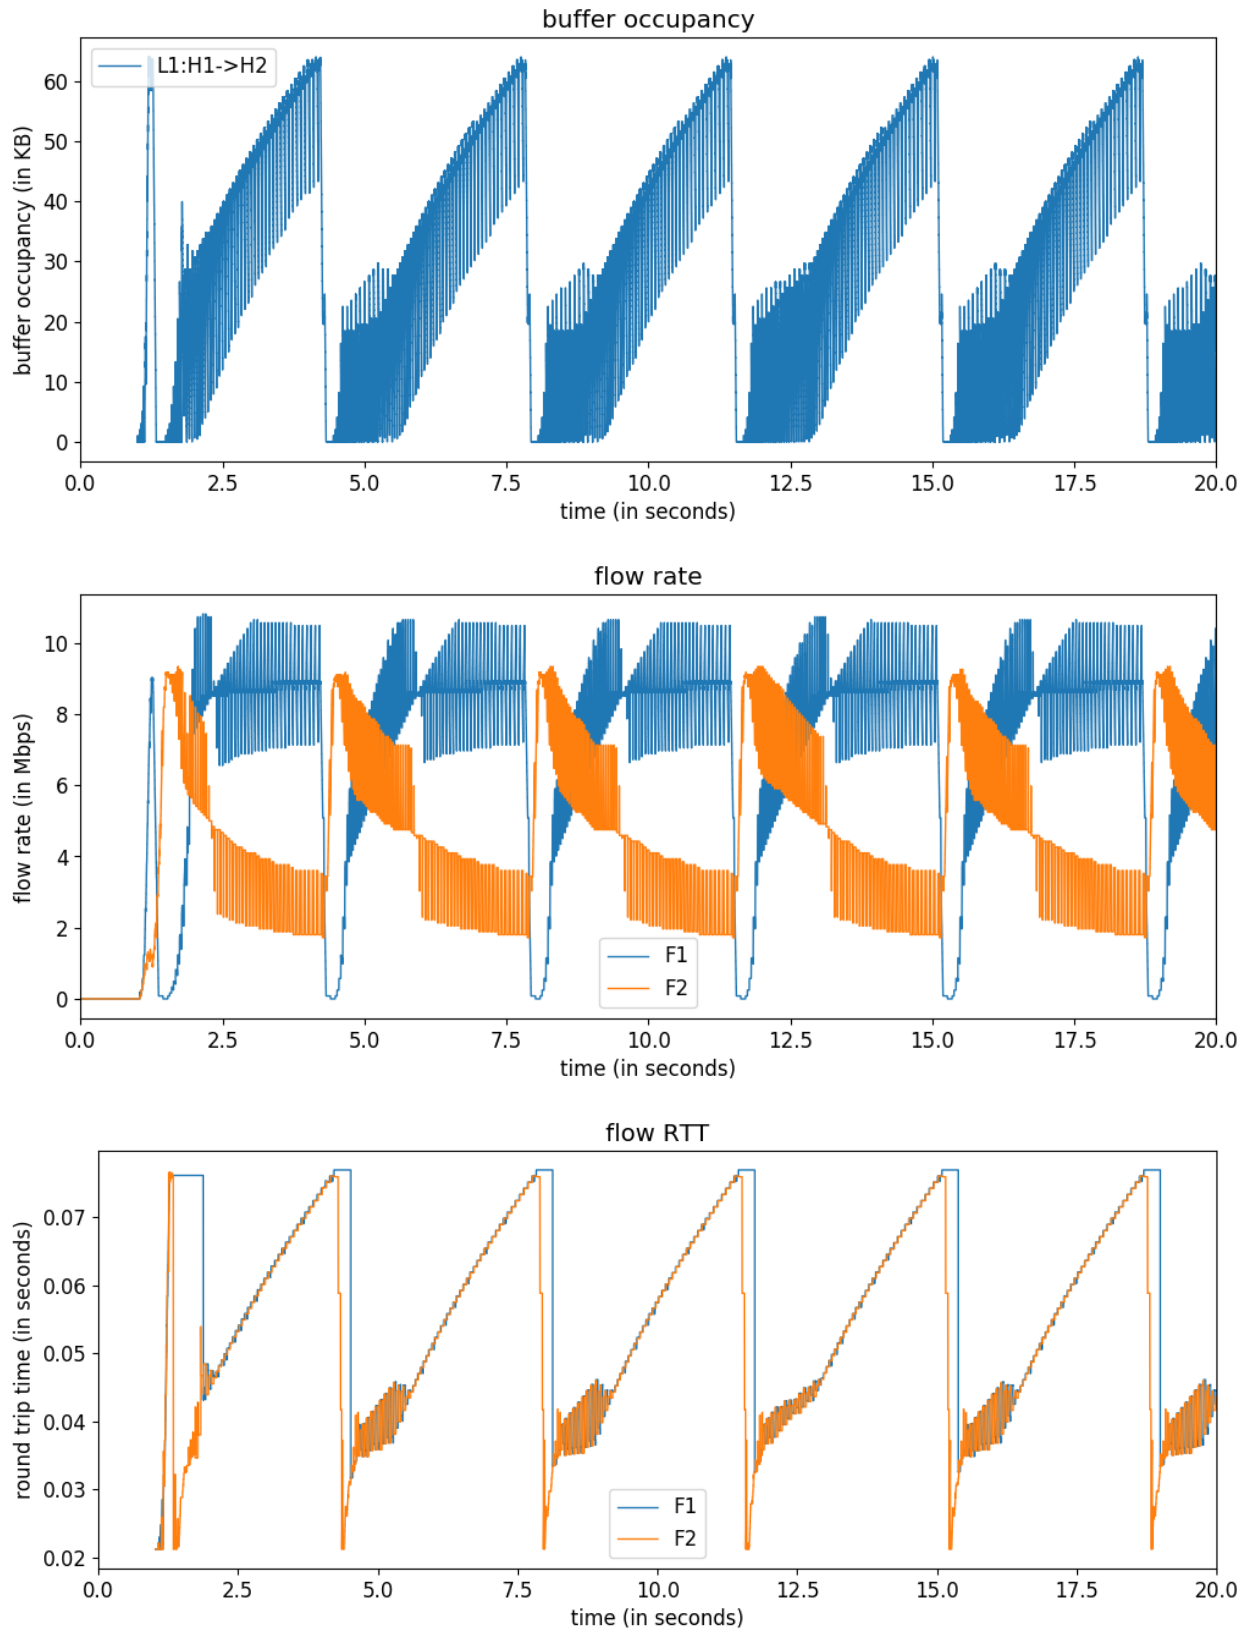 buffer occupancy
L1:H1->H2
buffer occupancy (in KB)
60
50
40
30
20
10
0
0.0 2.5 5.0 7.5 10.0 12.5 15.0 17.5 20.0
time (in seconds)
flow rate
flow rate (in Mbps)
10
8
6
4
2
0
F1
F2
0.0 2.5 5.0 7.5 10.0 12.5 15.0 17.5 20.0
time (in seconds)
flow RTT
round trip time (in seconds)
0.07
0.06
0.05
0.04
0.03
0.02
F1
F2
0.0 2.5 5.0 7.5 10.0 12.5 15.0 17.5 20.0
time (in seconds)